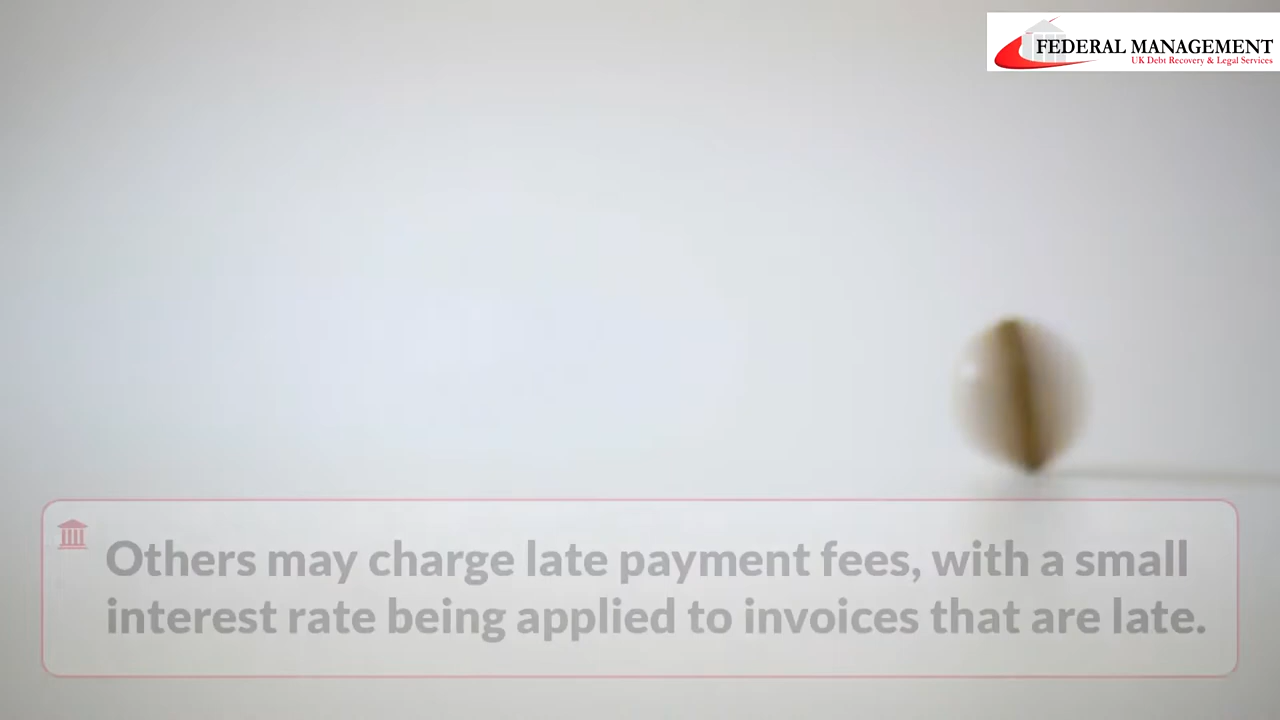 FEDERAL MANAGEMENT
UK Debt Recovery & Legal Services
Others may charge late payment fees, with a small
interest rate being applied to invoices that are late.